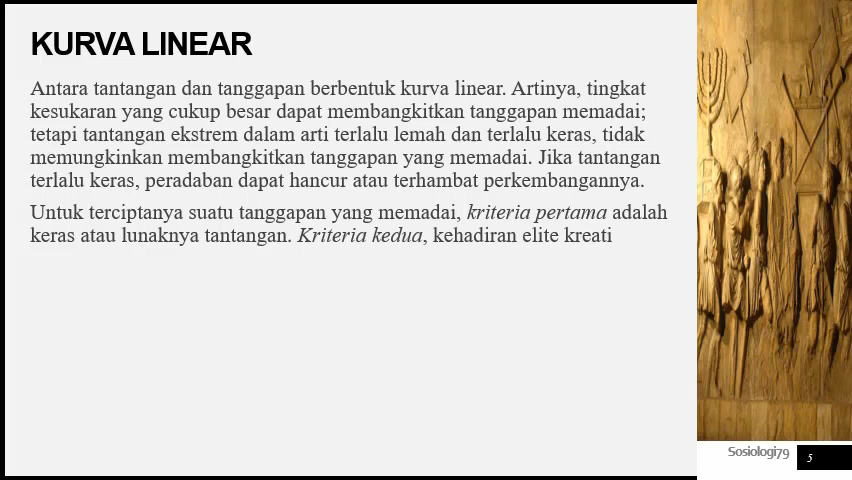 KURVA LINEAR
Antara tantangan dan tanggapan berbentuk kurva linear. Artinya, tingkat
kesukaran yang cukup besar dapat membangkitkan tanggapan memadai;
tetapi tantangan ekstrem dalam arti terlalu lemah dan terlalu keras, tidak
memungkinkan membangkitkan tanggapan yang memadai. Jika tantangan
terlalu keras, peradaban dapat hancur atau terhambat perkembangannya.
Untuk terciptanya suatu tanggapan yang memadai, kriteria pertama adalah
keras atau lunaknya tantangan. Kriteria kedua, kehadiran elite kreati
Sosiologi79
5